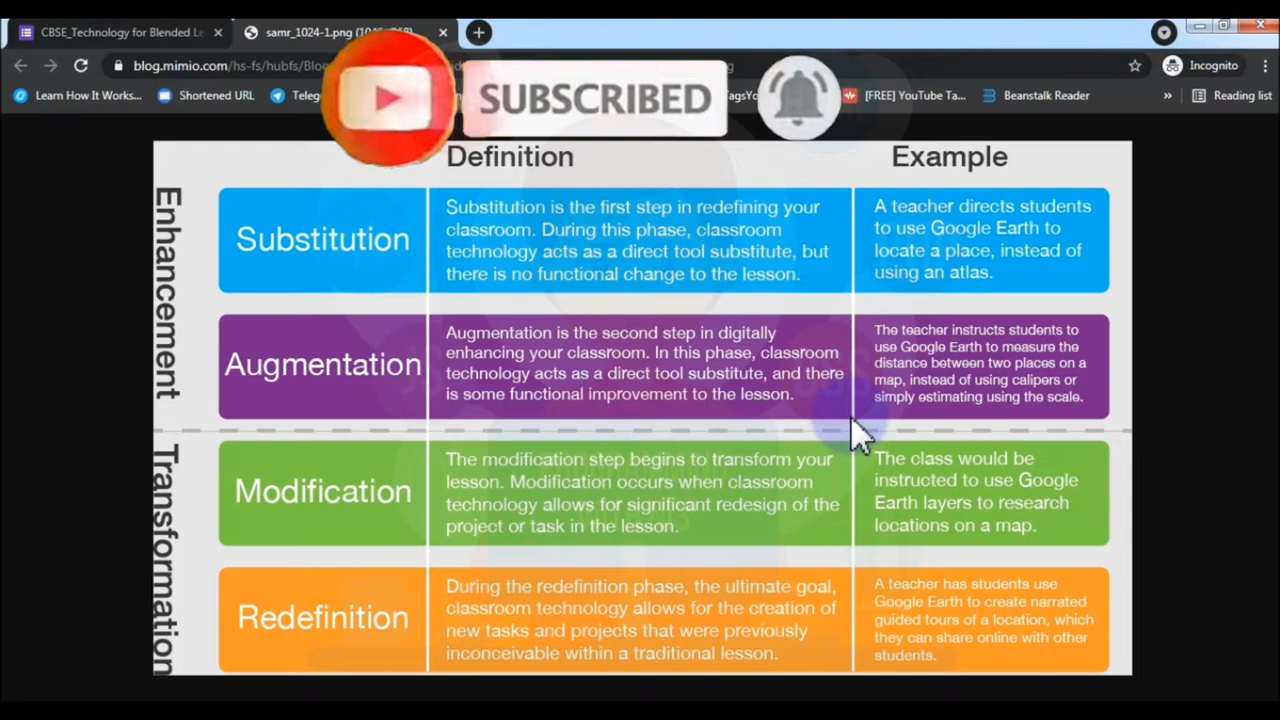 CBSE_Technology for Blended Le
samr_1024-1.png
blog.mimio.com/hs-fs/hubfs/Blo
Incognito
Learn How It Works...
Shortened URL
[FREE] YouTube Ta...
Beanstalk Reader
»
Reading list
SUBSCRIBED
Definition
Example
Enhancement
Substitution
Substitution is the first step in redefining your
classroom. During this phase, classroom
technology acts as a direct tool substitute, but
there is no functional change to the lesson.
A teacher directs students
to use Google Earth to
locate a place, instead of
using an atlas.
Augmentation
Augmentation is the second step in digitally
enhancing your classroom. In this phase, classroom
technology acts as a direct tool substitute, and there
is some functional improvement to the lesson.
The teacher instructs students to
use Google Earth to measure the
distance between two places on a
map, instead of using calipers or
simply estimating using the scale.
Transformation
Modification
The modification step begins to transform your
lesson. Modification occurs when classroom
technology allows for significant redesign of the
project or task in the lesson.
The class would be
instructed to use Google
Earth layers to research
locations on a map.
Redefinition
During the redefinition phase, the ultimate goal,
classroom technology allows for the creation of
new tasks and projects that were previously
inconceivable within a traditional lesson.
A teacher has students use
Google Earth to create narrated
guided tours of a location, which
they can share online with other
students.